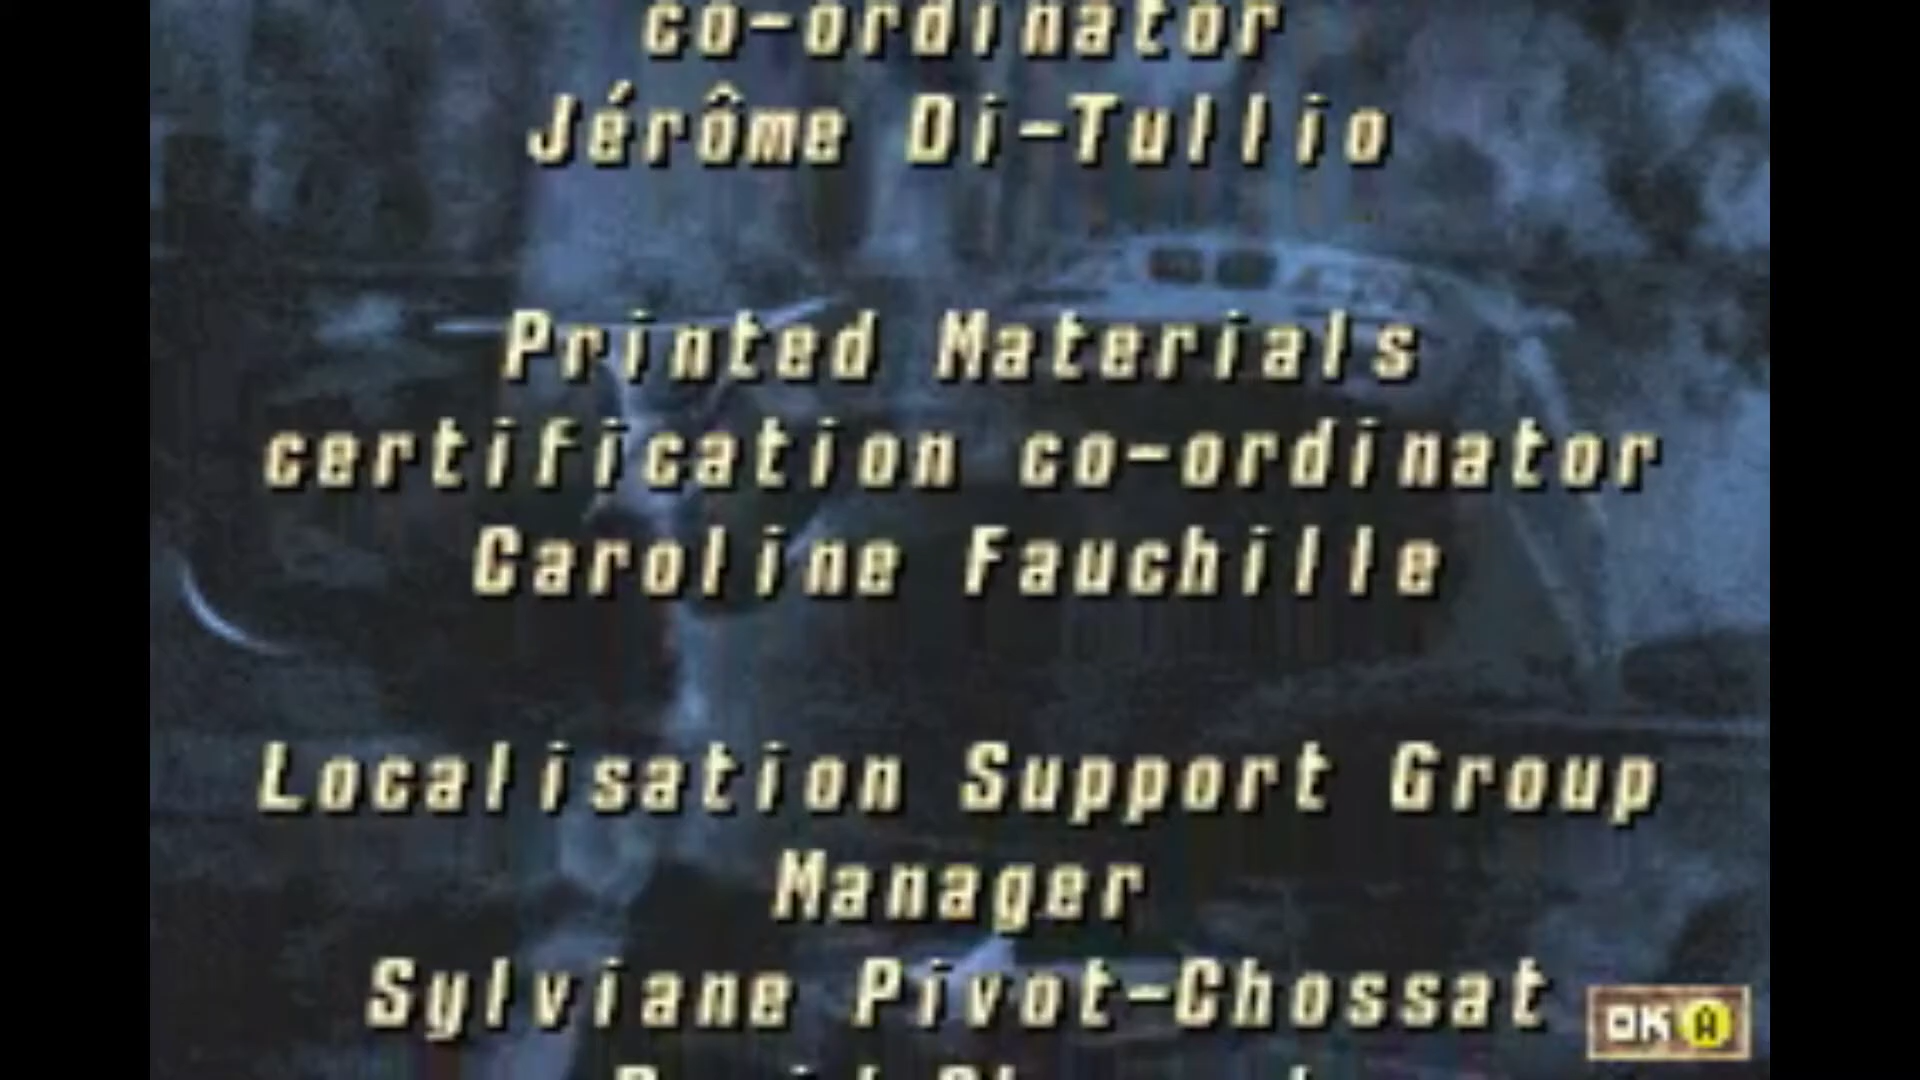 co-ordinator
Jérôme Di-Tullio
Printed Materials
certification co-ordinator
Caroline Fauchille
Localisation Support Group
Manager
Sylviane Pivot-Chossat
OK A